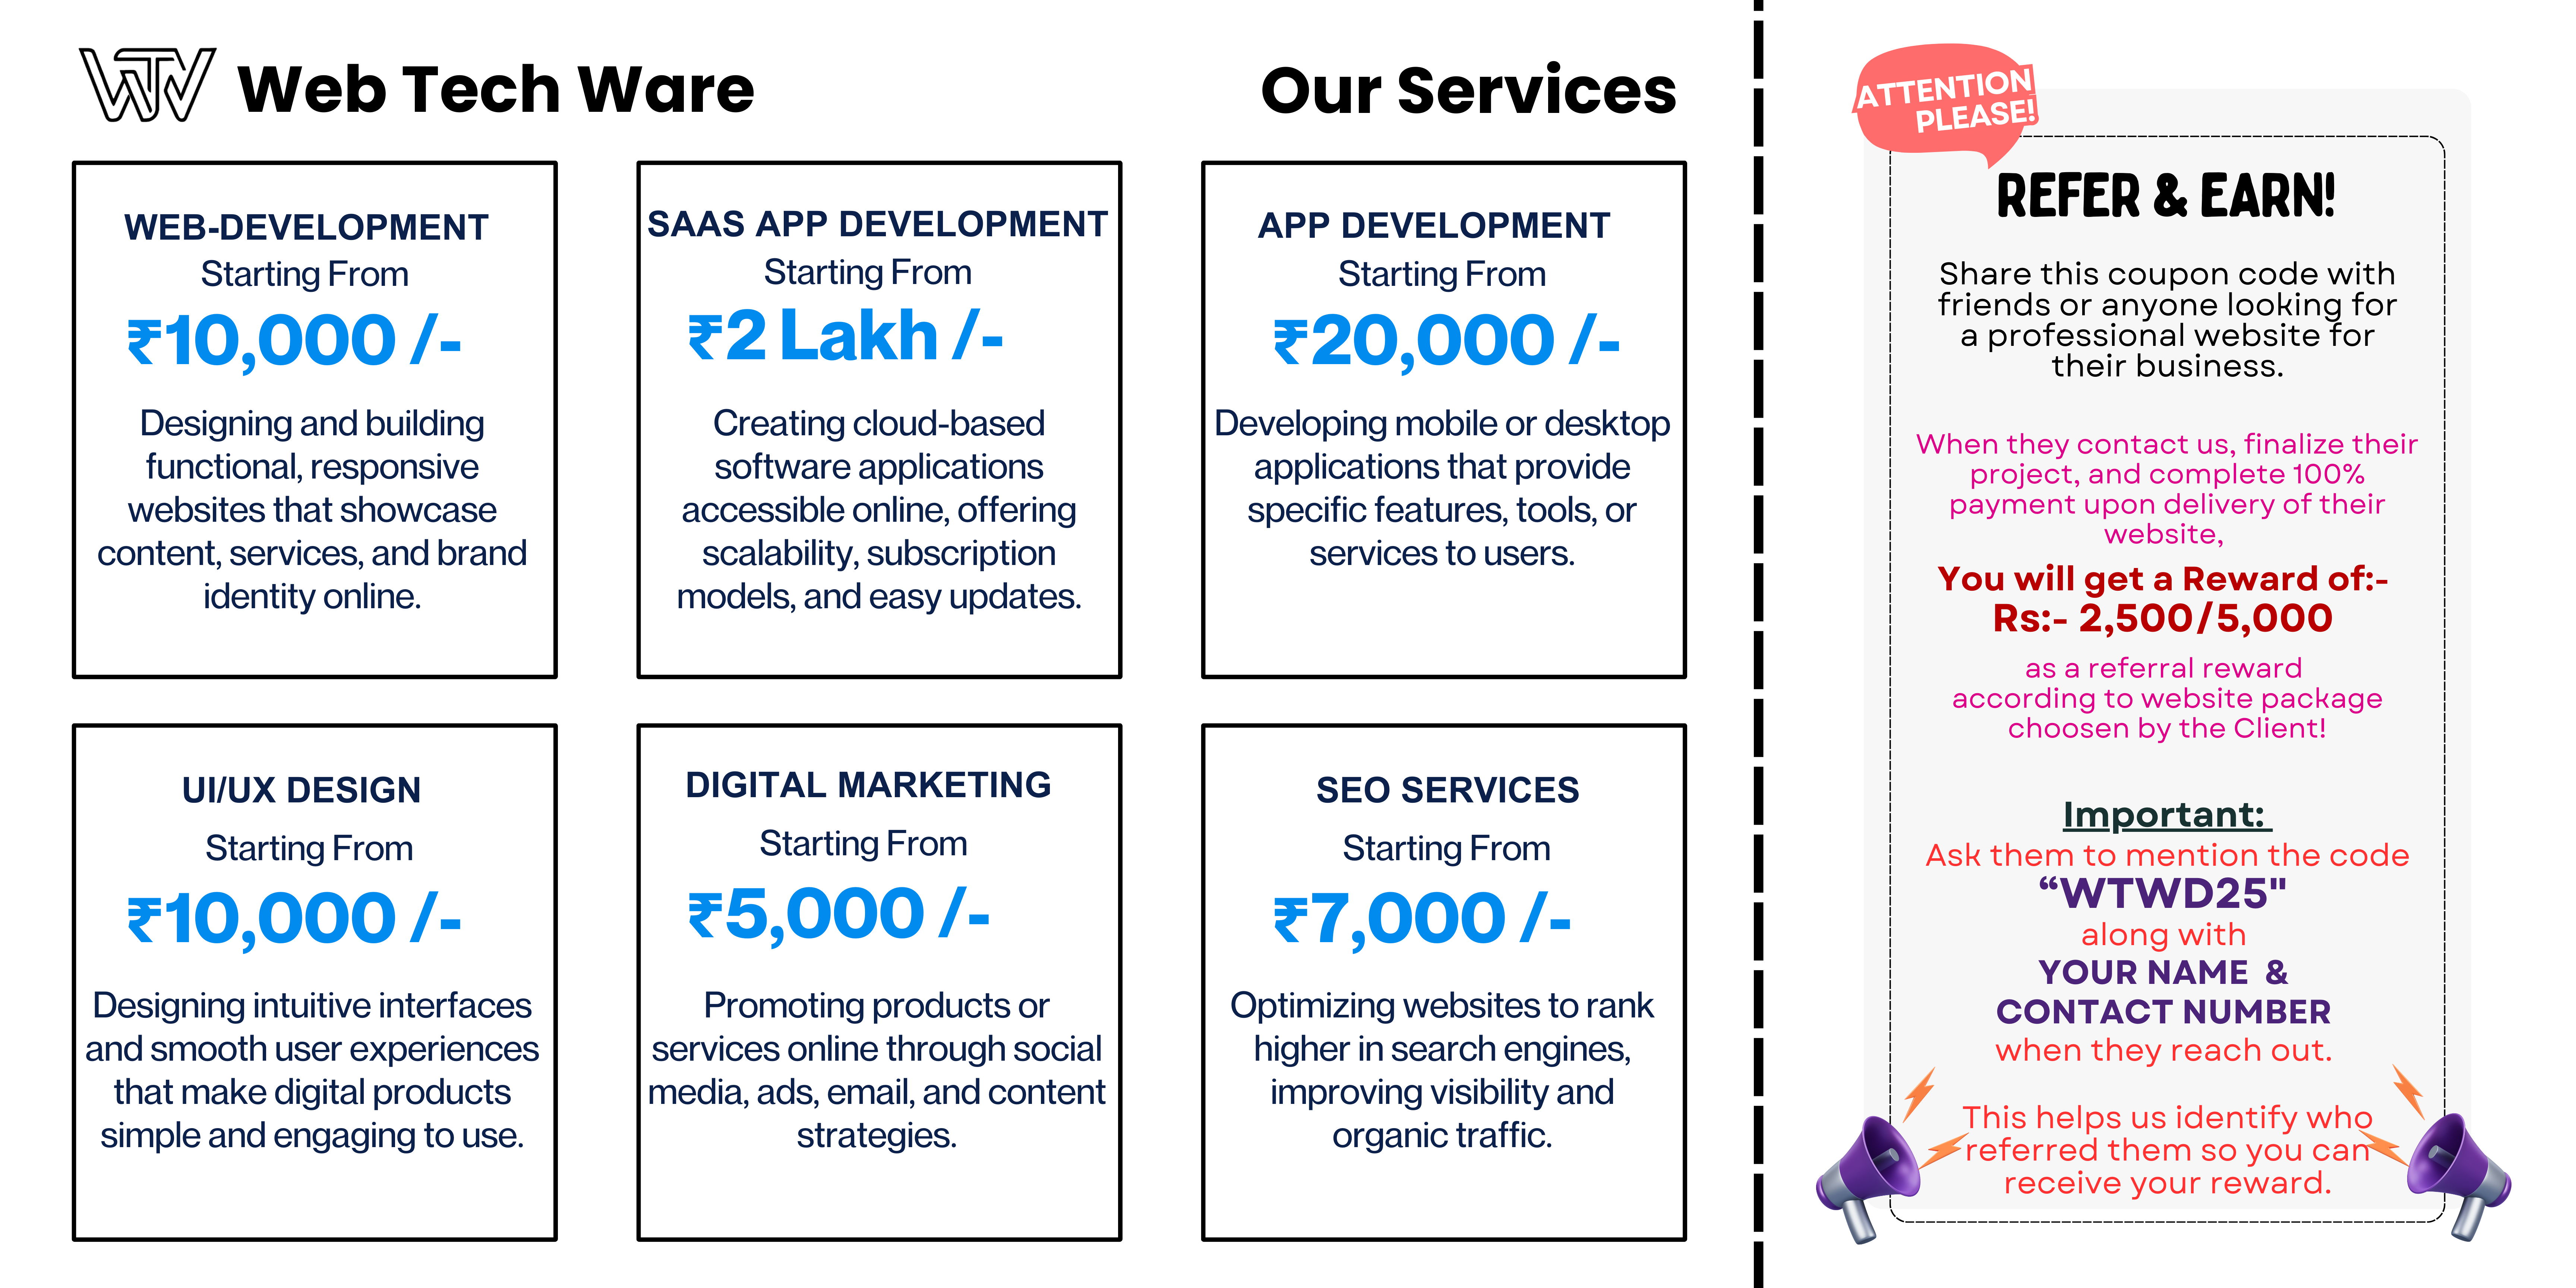 WTW Web Tech Ware
Our Services
WEB-DEVELOPMENT
Starting From
₹10,000 /-
Designing and building
functional, responsive
websites that showcase
content, services, and brand
identity online.
SAAS APP DEVELOPMENT
Starting From
₹2 Lakh /-
Creating cloud-based
software applications
accessible online, offering
scalability, subscription
models, and easy updates.
APP DEVELOPMENT
Starting From
₹20,000 /-
Developing mobile or desktop
applications that provide
specific features, tools, or
services to users.
UI/UX DESIGN
Starting From
₹10,000 /-
Designing intuitive interfaces
and smooth user experiences
that make digital products
simple and engaging to use.
DIGITAL MARKETING
Starting From
₹5,000 /-
Promoting products or
services online through social
media, ads, email, and content
strategies.
SEO SERVICES
Starting From
₹7,000 /-
Optimizing websites to rank
higher in search engines,
improving visibility and
organic traffic.
ATTENTION
PLEASE!
REFER & EARN!
Share this coupon code with
friends or anyone looking for
a professional website for
their business.
When they contact us, finalize their
project, and complete 100%
payment upon delivery of their
website,
You will get a Reward of:-
Rs:- 2,500/5,000
as a referral reward
according to website package
choosen by the Client!
Important:
Ask them to mention the code
“WTWD25"
along with
YOUR NAME &
CONTACT NUMBER
when they reach out.
This helps us identify who
referred them so you can
receive your reward.